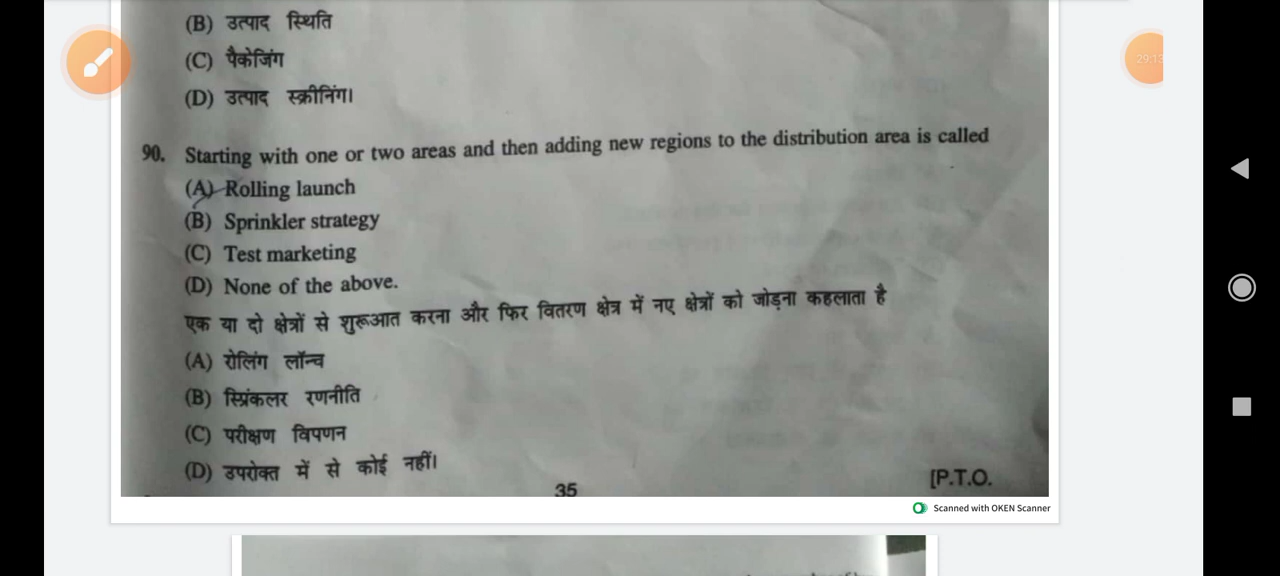 (B) उत्पाद स्थिति
(C) पैकेजिंग
(D) उत्पाद स्क्रीनिंग।
29:13
90. Starting with one or two areas and then adding new regions to the distribution area is called
(A) Rolling launch
(B) Sprinkler strategy
(C) Test marketing
(D) None of the above.
एक या दो क्षेत्रों से शुरूआत करना और फिर वितरण क्षेत्र में नए क्षेत्रों को जोड़ना कहलाता है
(A) रोलिंग लॉन्च
(B) स्प्रिंकलर रणनीति
(C) परीक्षण विपणन
(D) उपरोक्त में से कोई नहीं।
35
[P.T.O.
Scanned with OKEN Scanner